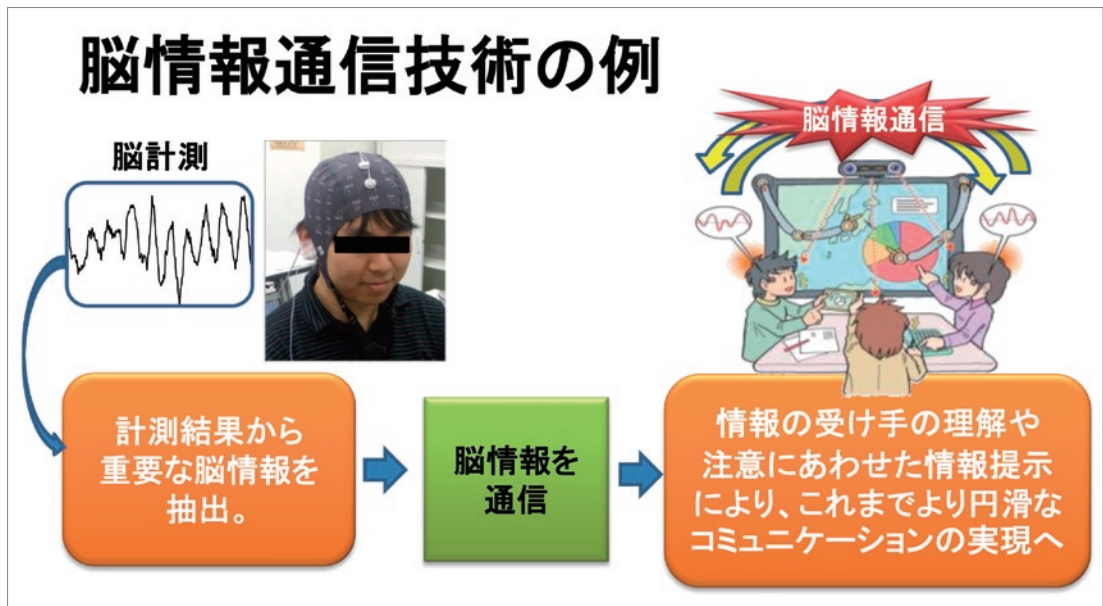 脳情報通信技術の例
脳計測
脳情報通信
計測結果から
重要な脳情報を
抽出。
脳情報を
通信
情報の受け手の理解や
注意にあわせた情報提示
により、これまでより円滑な
コミュニケーションの実現へ